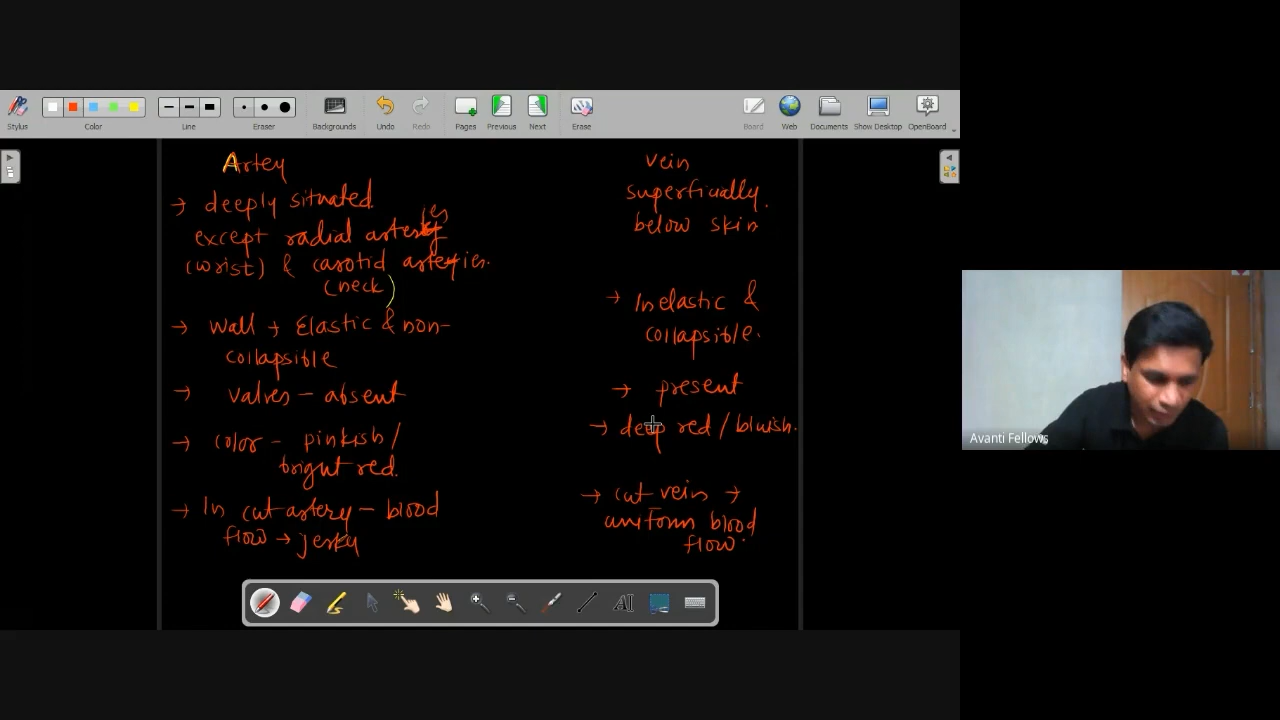 Stylus
Color
Line
Eraser
Backgrounds
Undo
Redo
Pages
Previous
Next
Erase
Board
Web
Documents
Show Desktop
OpenBoard
Artey
→ deeply situated.
except radial arteries
(wrist) & carotid arteries.
(neck)
→ Wall → Elastic & non-
collapsible
→ valves - absent
→ color - pinkish /
bright red.
→ In cut artery - blood
flow → jerky
vein
superficially.
below skin
→ Inelastic &
collapsible.
→ present
→ deep red / bluish.
→ cut vein →
uniform blood
flow.
AI
Avanti Fellows